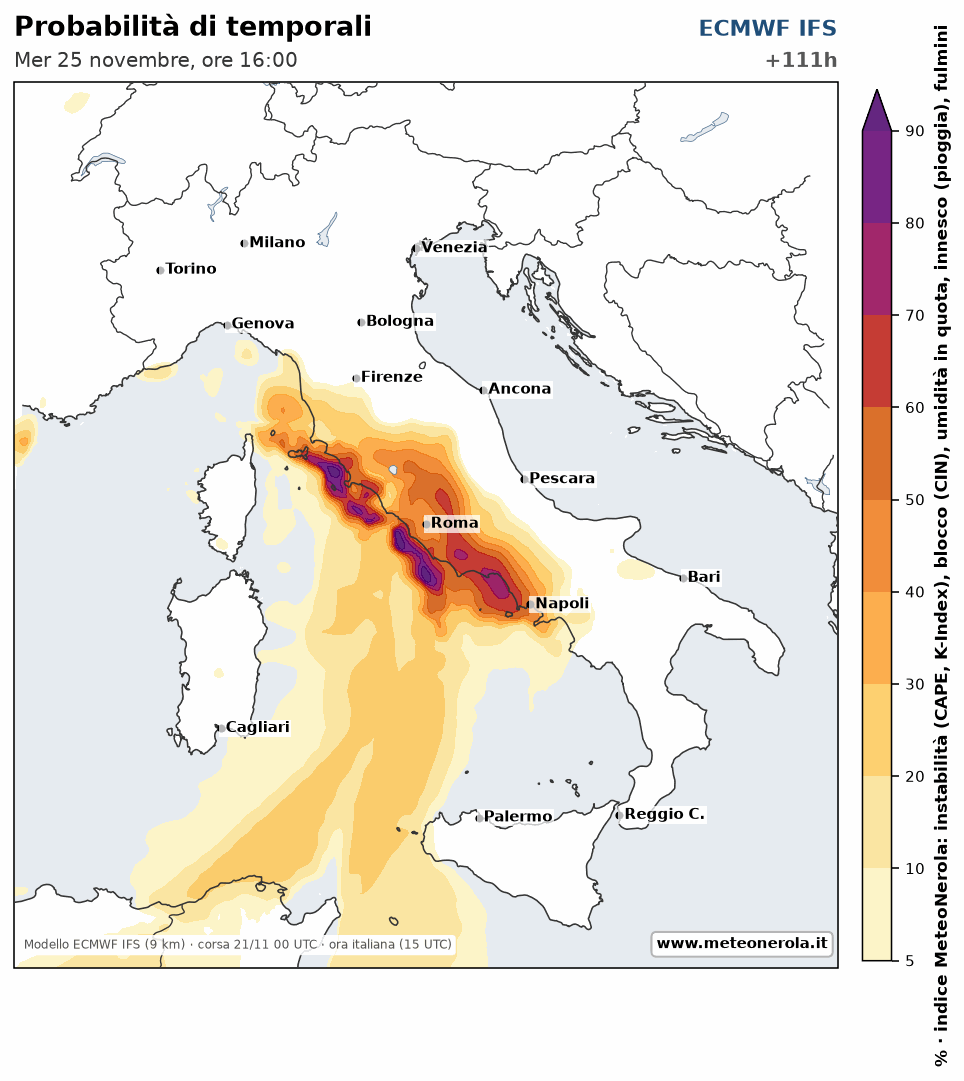 Probabilità di temporali
ECMWF IFS
Mer 25 novembre, ore 16:00
+111h
Milano
Venezia
Torino
Genova
Bologna
Firenze
Ancona
Pescara
Roma
Bari
Napoli
Cagliari
Palermo
Reggio C.
Modello ECMWF IFS (9 km) · corsa 21/11 00 UTC · ora italiana (15 UTC)
www.meteonerola.it
90
80
70
60
50
40
30
20
10
5
% · indice MeteoNerola: instabilità (CAPE, K-Index), blocco (CIN), umidità in quota, innesco (pioggia), fulmini